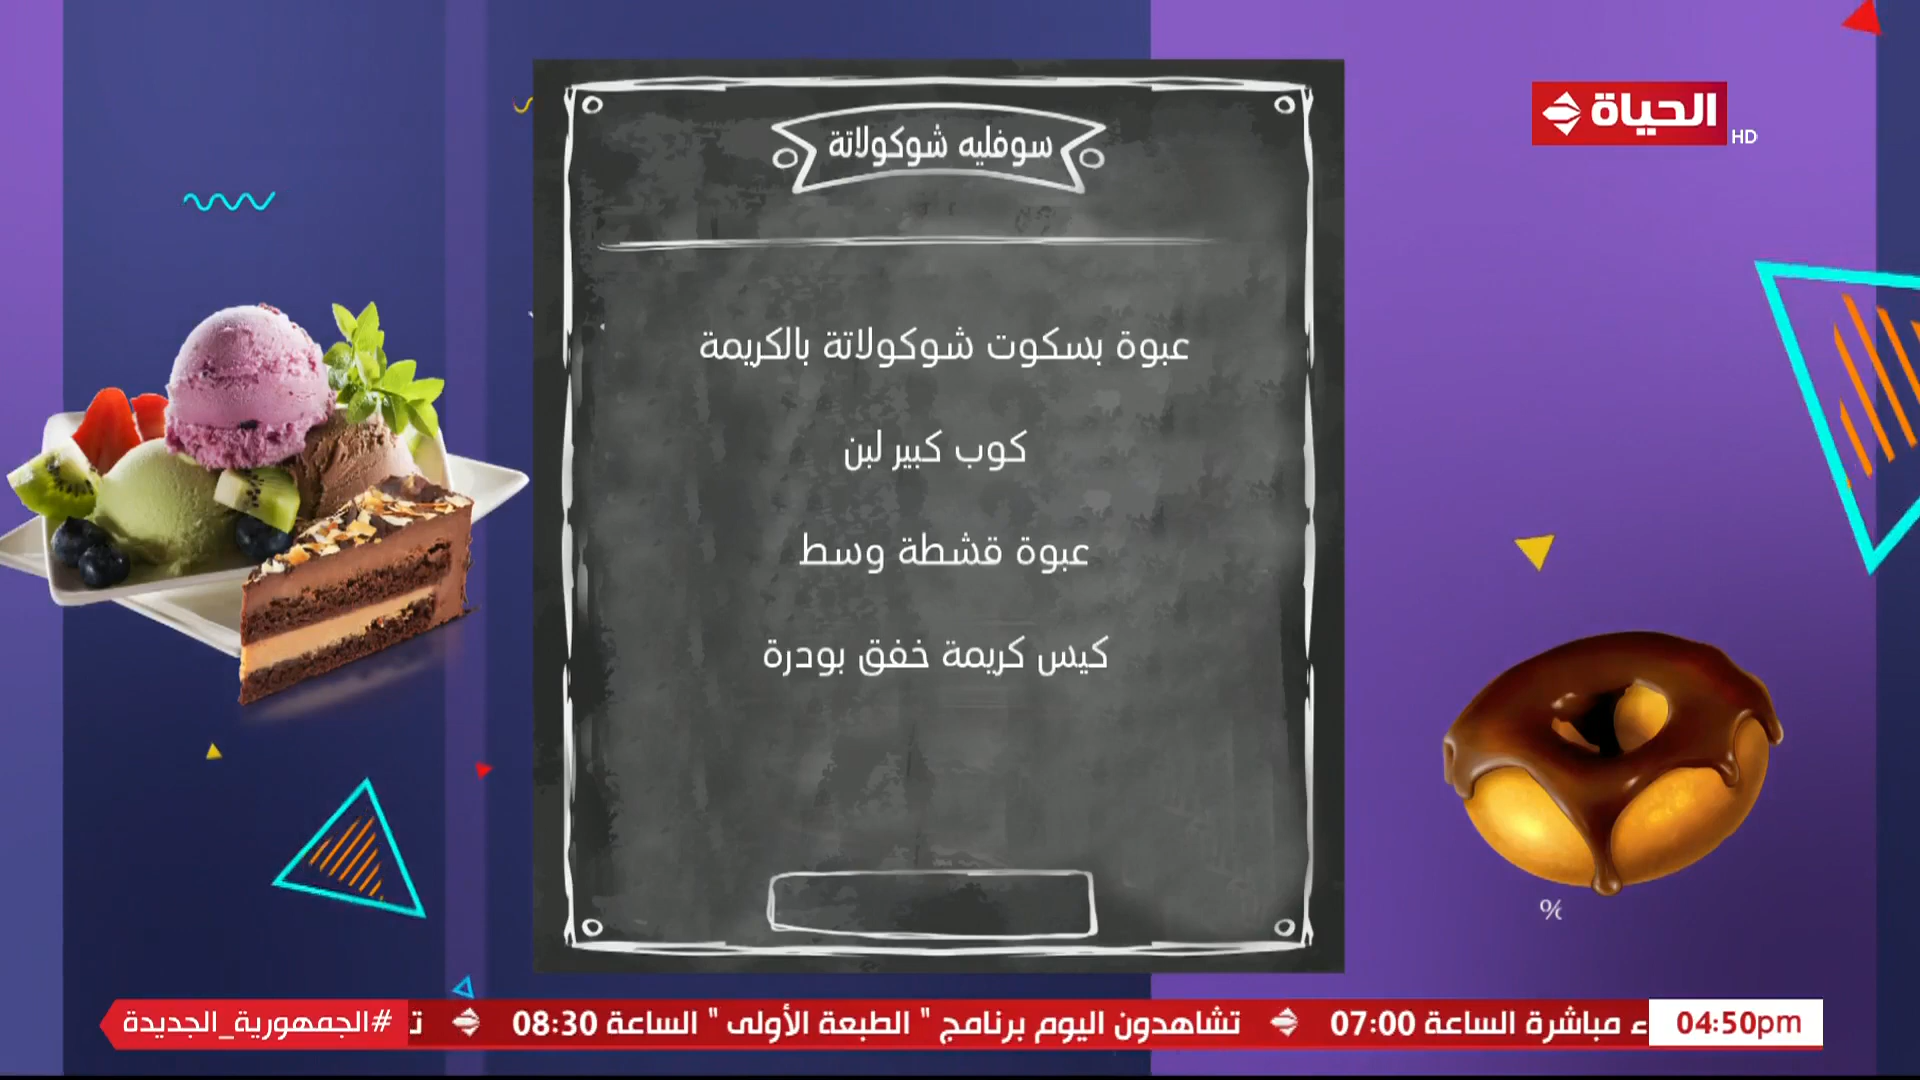 الحياة
HD
سوفليه شوكولاتة
عبوة بسكوت شوكولاتة بالكريمة
كوب كبير لبن
عبوة قشطة وسط
كيس كريمة خفق بودرة
%
04:50pm
ء مباشرة الساعة 07:00 تشاهدون اليوم برنامج " الطبعة الأولى " الساعة 08:30
#الجمهورية_الجديدة